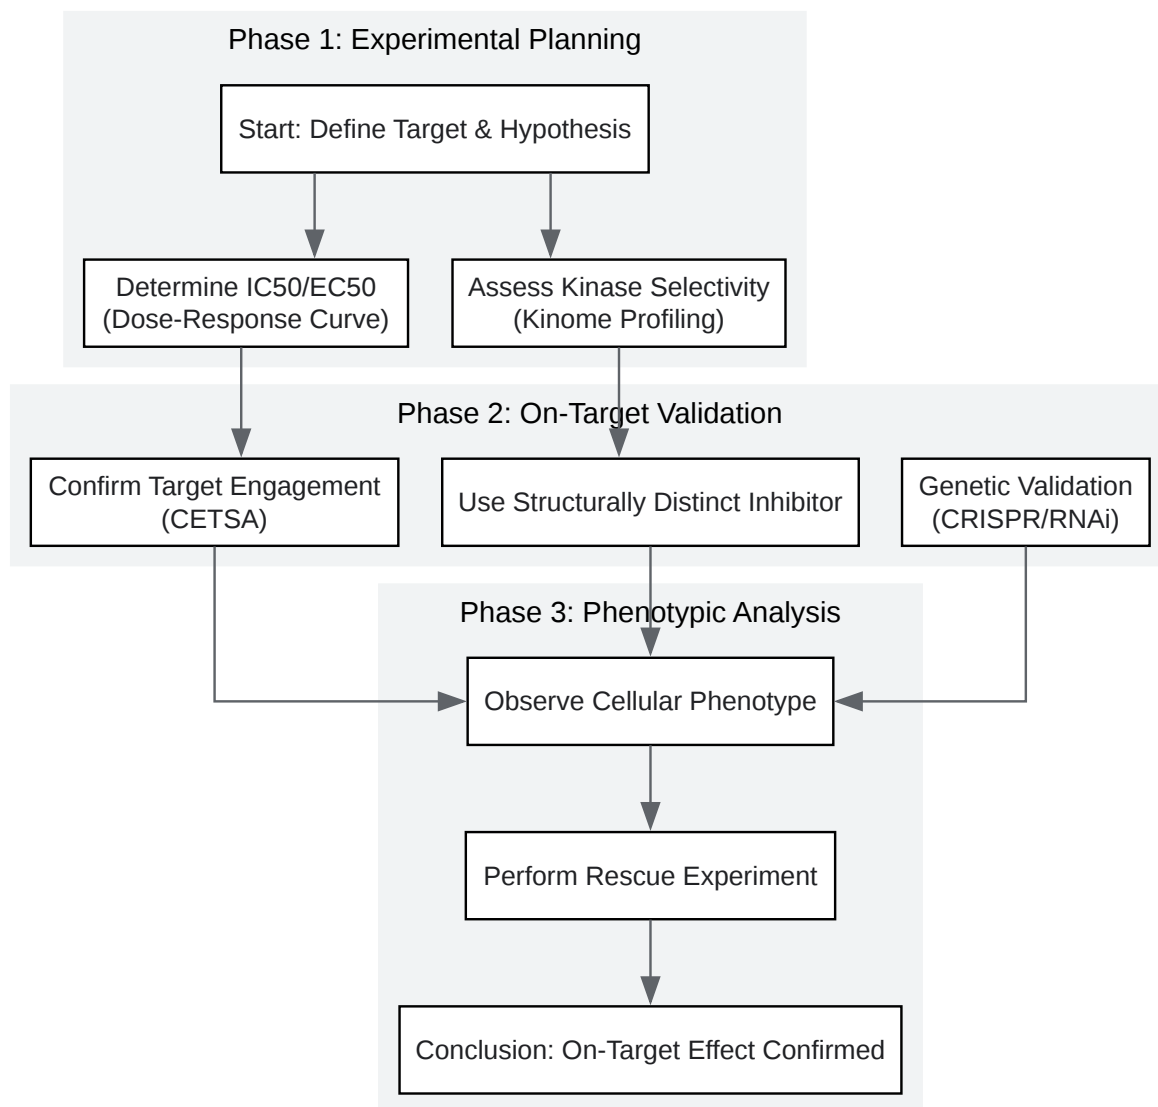 Phase 1: Experimental Planning
Start: Define Target & Hypothesis
Determine IC50/EC50
(Dose-Response Curve)
Assess Kinase Selectivity
(Kinome Profiling)
Phase 2: On-Target Validation
Confirm Target Engagement
(CETSA)
Use Structurally Distinct Inhibitor
Genetic Validation
(CRISPR/RNAi)
Phase 3: Phenotypic Analysis
Observe Cellular Phenotype
Perform Rescue Experiment
Conclusion: On-Target Effect Confirmed